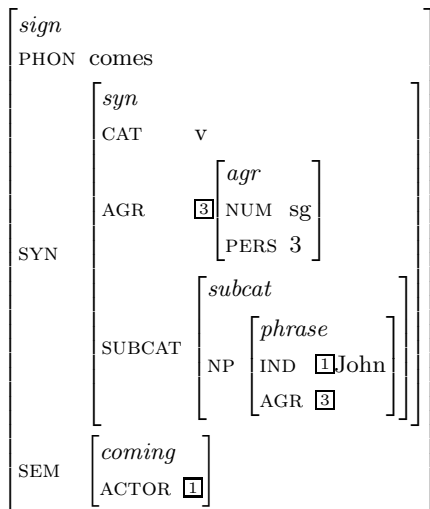 sign
PHON comes
syn
CAT v
agr
AGR 3 NUM sg
PERS 3
SYN
subcat
phrase
SUBCAT NP IND 1 John
AGR 3
coming
SEM
ACTOR 1